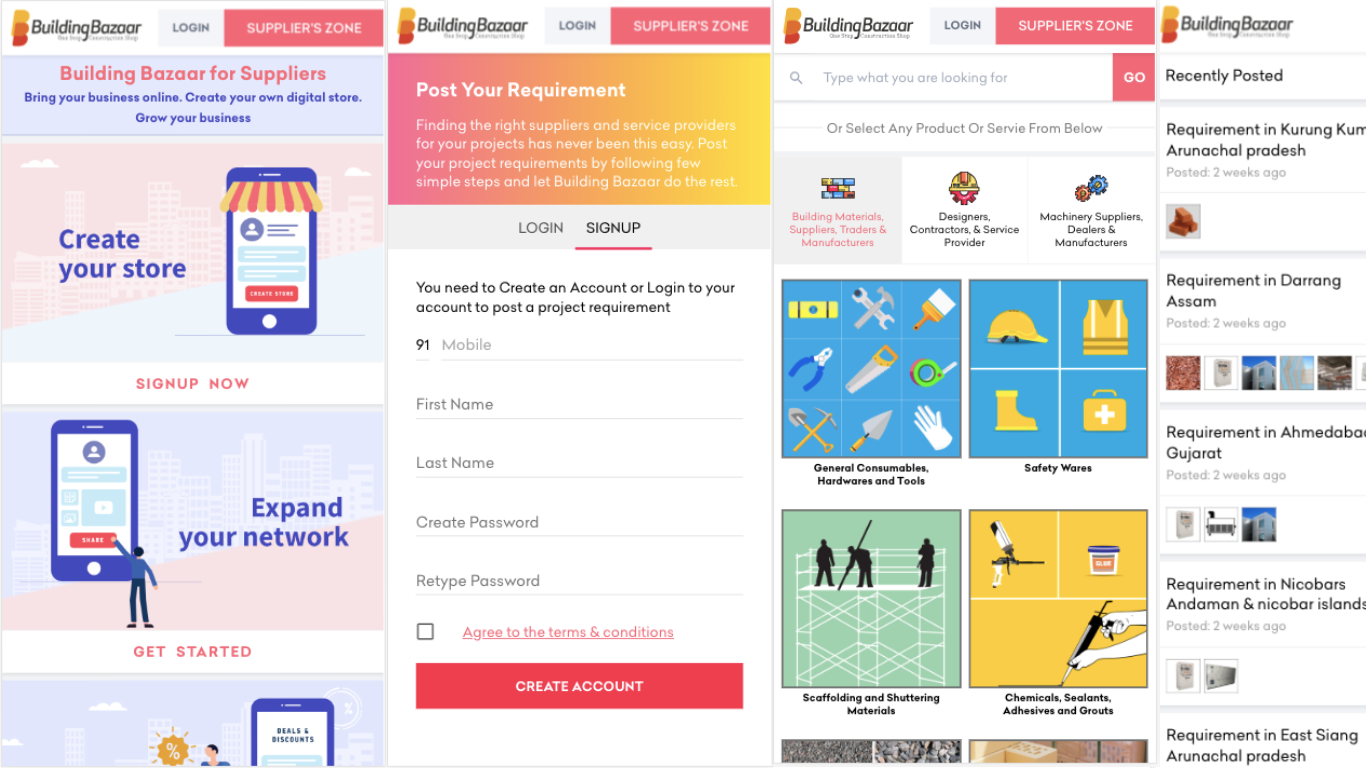 BuildingBazaar
One Stop Construction Shop
LOGIN
SUPPLIER'S ZONE
Building Bazaar for Suppliers
Bring your business online. Create your own digital store.
Grow your business
Create
your store
CREATE STORE
SIGNUP NOW
SHARE
Expand
your network
GET STARTED
%
%
DEALS &
DISCOUNTS
BuildingBazaar
One Stop Construction Shop
LOGIN
SUPPLIER'S ZONE
Post Your Requirement
Finding the right suppliers and service providers
for your projects has never been this easy. Post
your project requirements by following few
simple steps and let Building Bazaar do the rest.
LOGIN
SIGNUP
You need to Create an Account or Login to your
account to post a project requirement
91 Mobile
First Name
Last Name
Create Password
Retype Password
Agree to the terms & conditions
CREATE ACCOUNT
BuildingBazaar
One Stop Construction Shop
LOGIN
SUPPLIER'S ZONE
Type what you are looking for
GO
Or Select Any Product Or Servie From Below
Building Materials,
Suppliers, Traders &
Manufacturers
Designers,
Contractors, & Service
Provider
Machinery Suppliers,
Dealers &
Manufacturers
General Consumables,
Hardwares and Tools
Safety Wares
GLUE
Scaffolding and Shuttering
Materials
Chemicals, Sealants,
Adhesives and Grouts
BuildingBazaar
One Stop Construction Shop
Recently Posted
Requirement in Kurung Kum
Arunachal pradesh
Posted: 2 weeks ago
Requirement in Darrang
Assam
Posted: 2 weeks ago
Requirement in Ahmedabad
Gujarat
Posted: 2 weeks ago
Requirement in Nicobars
Andaman & nicobar islands
Posted: 2 weeks ago
Requirement in East Siang
Arunachal pradesh